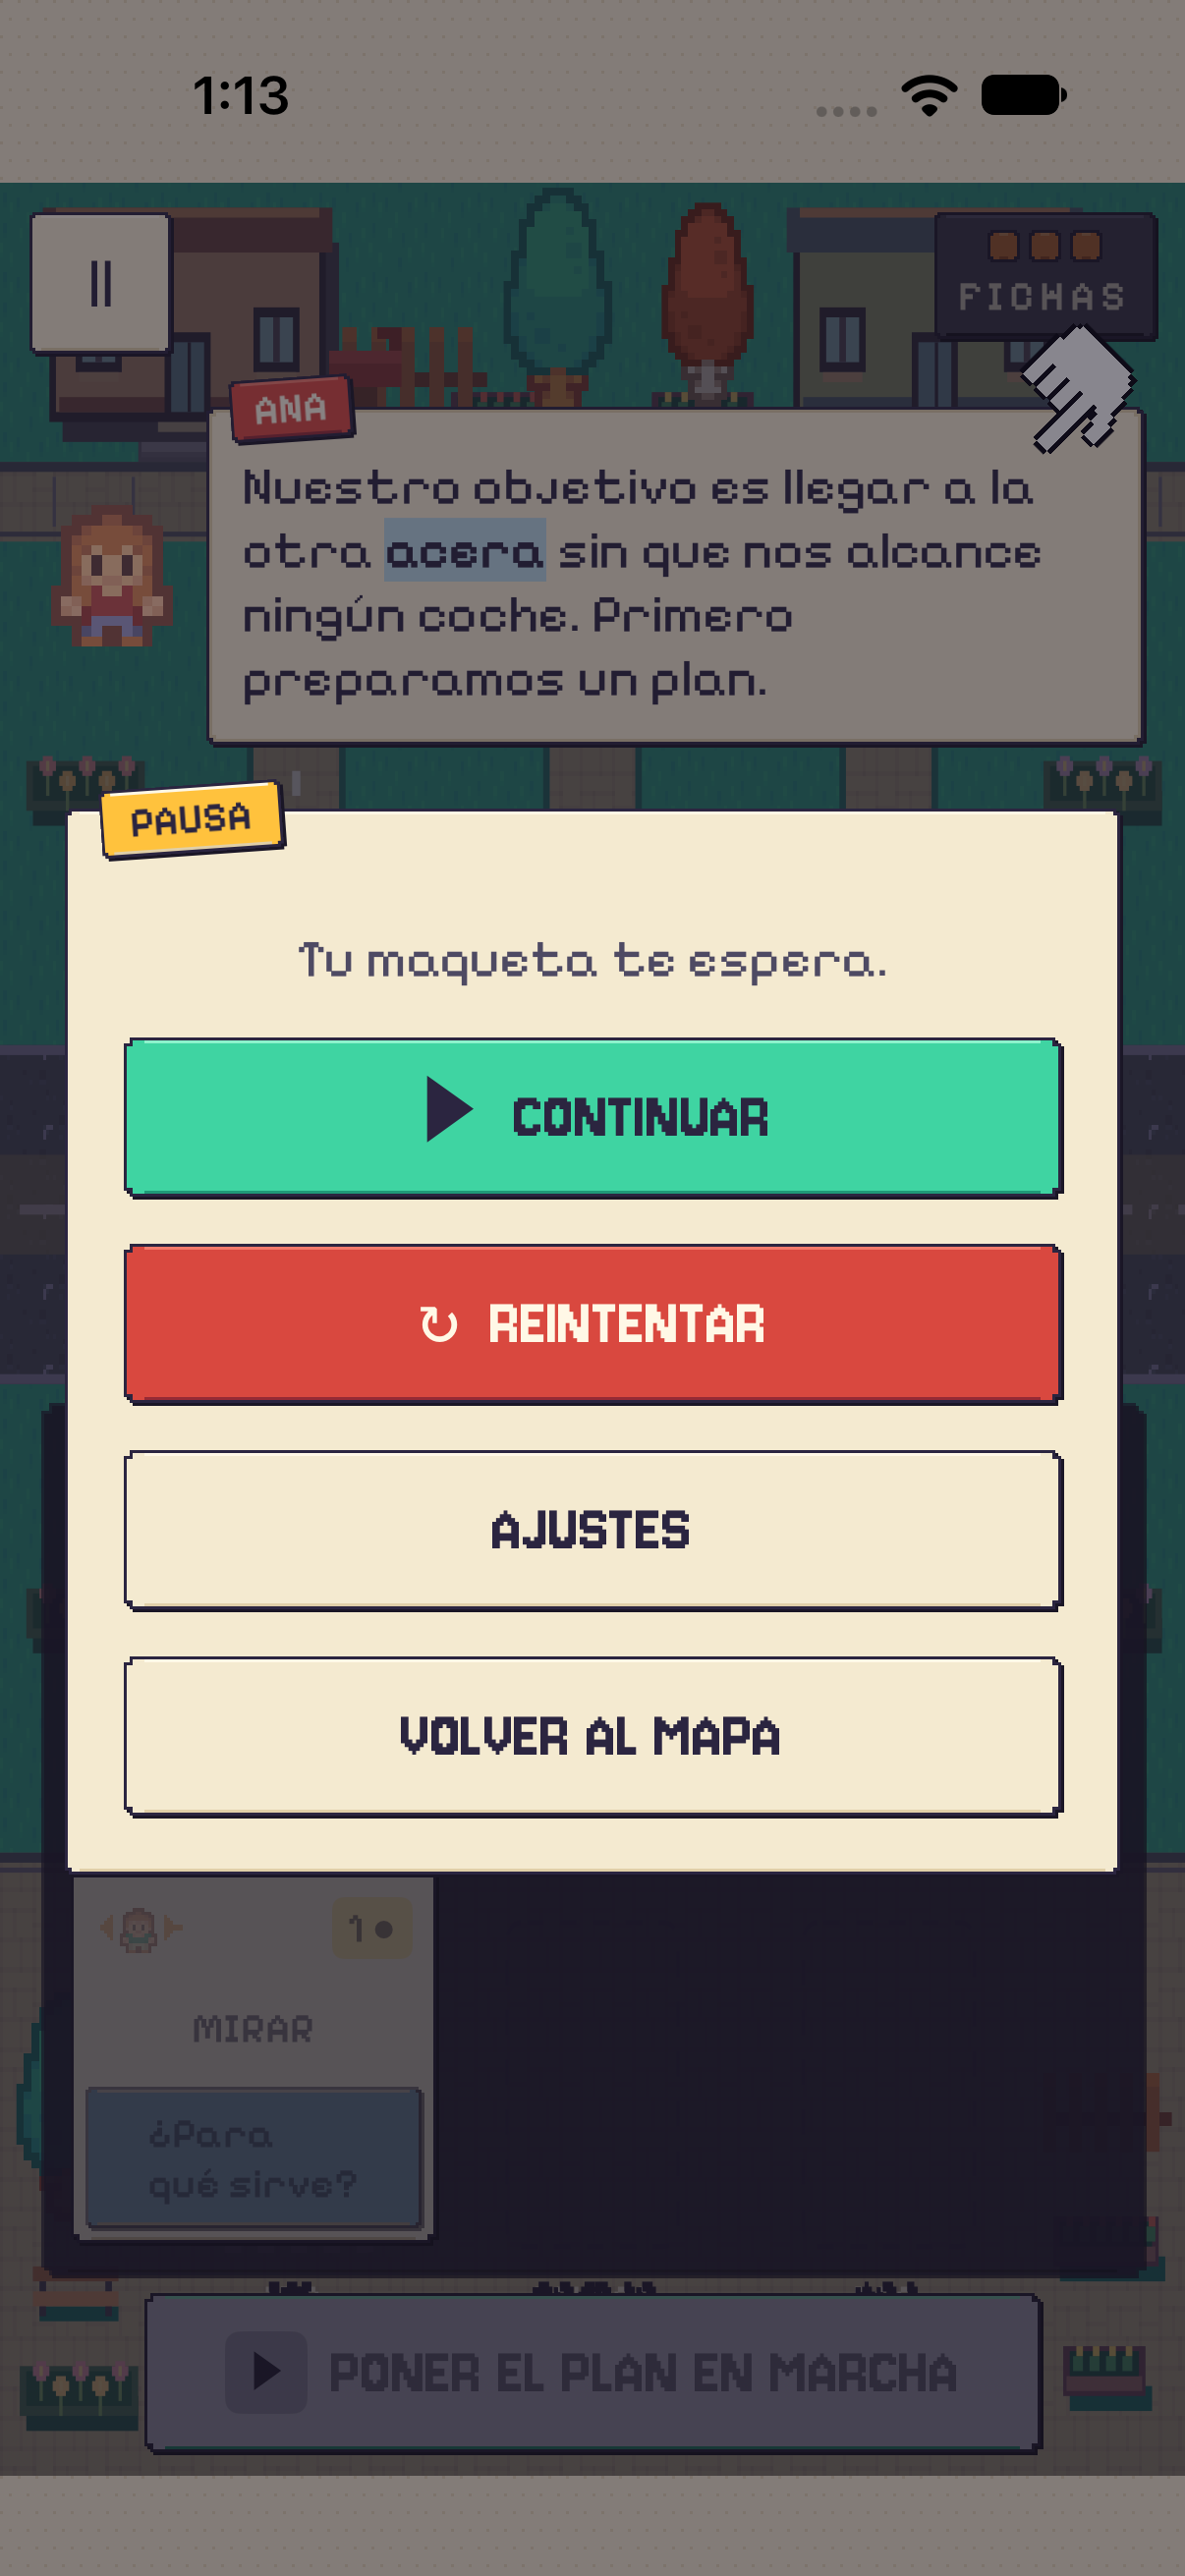 1:13
FICHAS
ANA
Nuestro objetivo es llegar a la
otra acera sin que nos alcance
ningún coche. Primero
preparamos un plan.
PAUSA
Tu maqueta te espera.
CONTINUAR
REINTENTAR
AJUSTES
VOLVER AL MAPA
1
MIRAR
¿Para
qué sirve?
PONER EL PLAN EN MARCHA